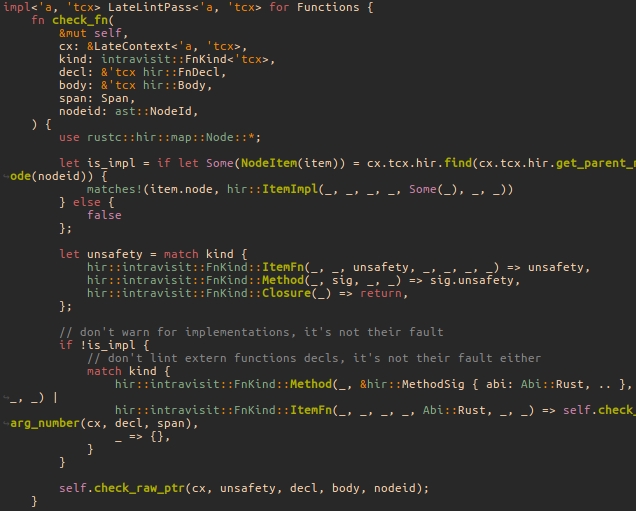 impl<'a, 'tcx> LateLintPass<'a, 'tcx> for Functions {
    fn check_fn(
        &mut self,
        cx: &LateContext<'a, 'tcx>,
        kind: intravisit::FnKind<'tcx>,
        decl: &'tcx hir::FnDecl,
        body: &'tcx hir::Body,
        span: Span,
        nodeid: ast::NodeId,
    ) {
        use rustc::hir::map::Node::*;

        let is_impl = if let Some(NodeItem(item)) = cx.tcx.hir.find(cx.tcx.hir.get_parent_n
↪ode(nodeid)) {
            matches!(item.node, hir::ItemImpl(_, _, _, _, Some(_), _, _))
        } else {
            false
        };

        let unsafety = match kind {
            hir::intravisit::FnKind::ItemFn(_, _, unsafety, _, _, _, _) => unsafety,
            hir::intravisit::FnKind::Method(_, sig, _, _) => sig.unsafety,
            hir::intravisit::FnKind::Closure(_) => return,
        };

        // don't warn for implementations, it's not their fault
        if !is_impl {
            // don't lint extern functions decls, it's not their fault either
            match kind {
                hir::intravisit::FnKind::Method(_, &hir::MethodSig { abi: Abi::Rust, .. },
↪_, _) |
                hir::intravisit::FnKind::ItemFn(_, _, _, _, Abi::Rust, _, _) => self.check_
↪arg_number(cx, decl, span),
                _ => {},
            }
        }

        self.check_raw_ptr(cx, unsafety, decl, body, nodeid);
    }